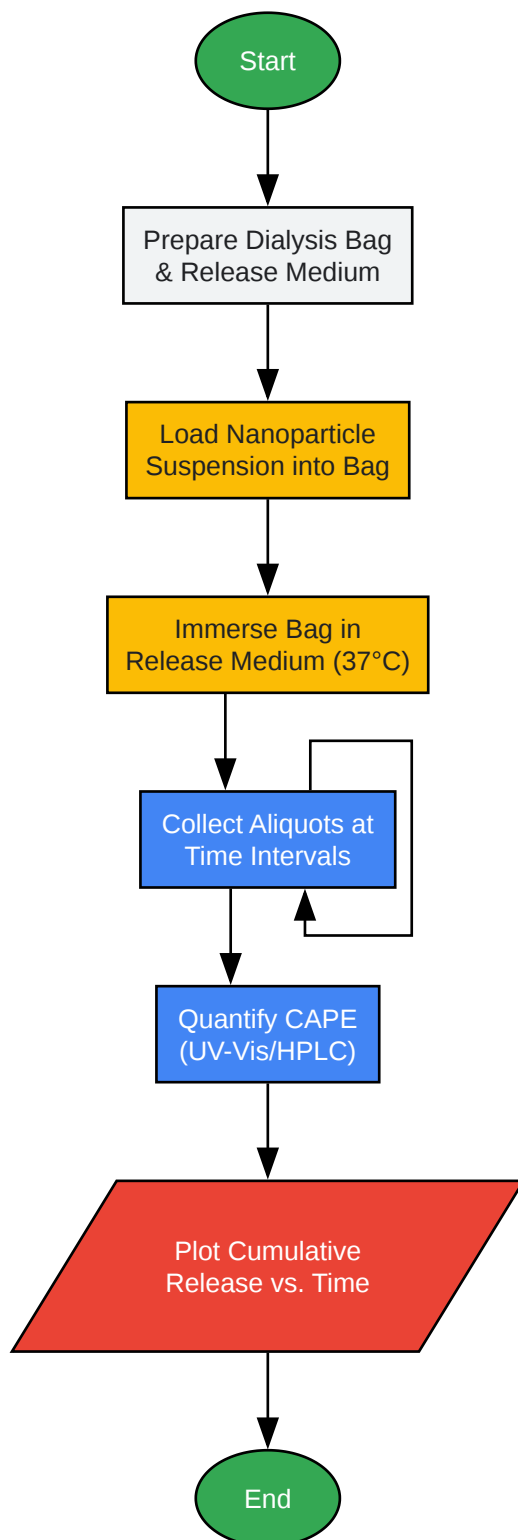 Start
Prepare Dialysis Bag
& Release Medium
Load Nanoparticle
Suspension into Bag
Immerse Bag in
Release Medium (37°C)
Collect Aliquots at
Time Intervals
Quantify CAPE
(UV-Vis/HPLC)
Plot Cumulative
Release vs. Time
End